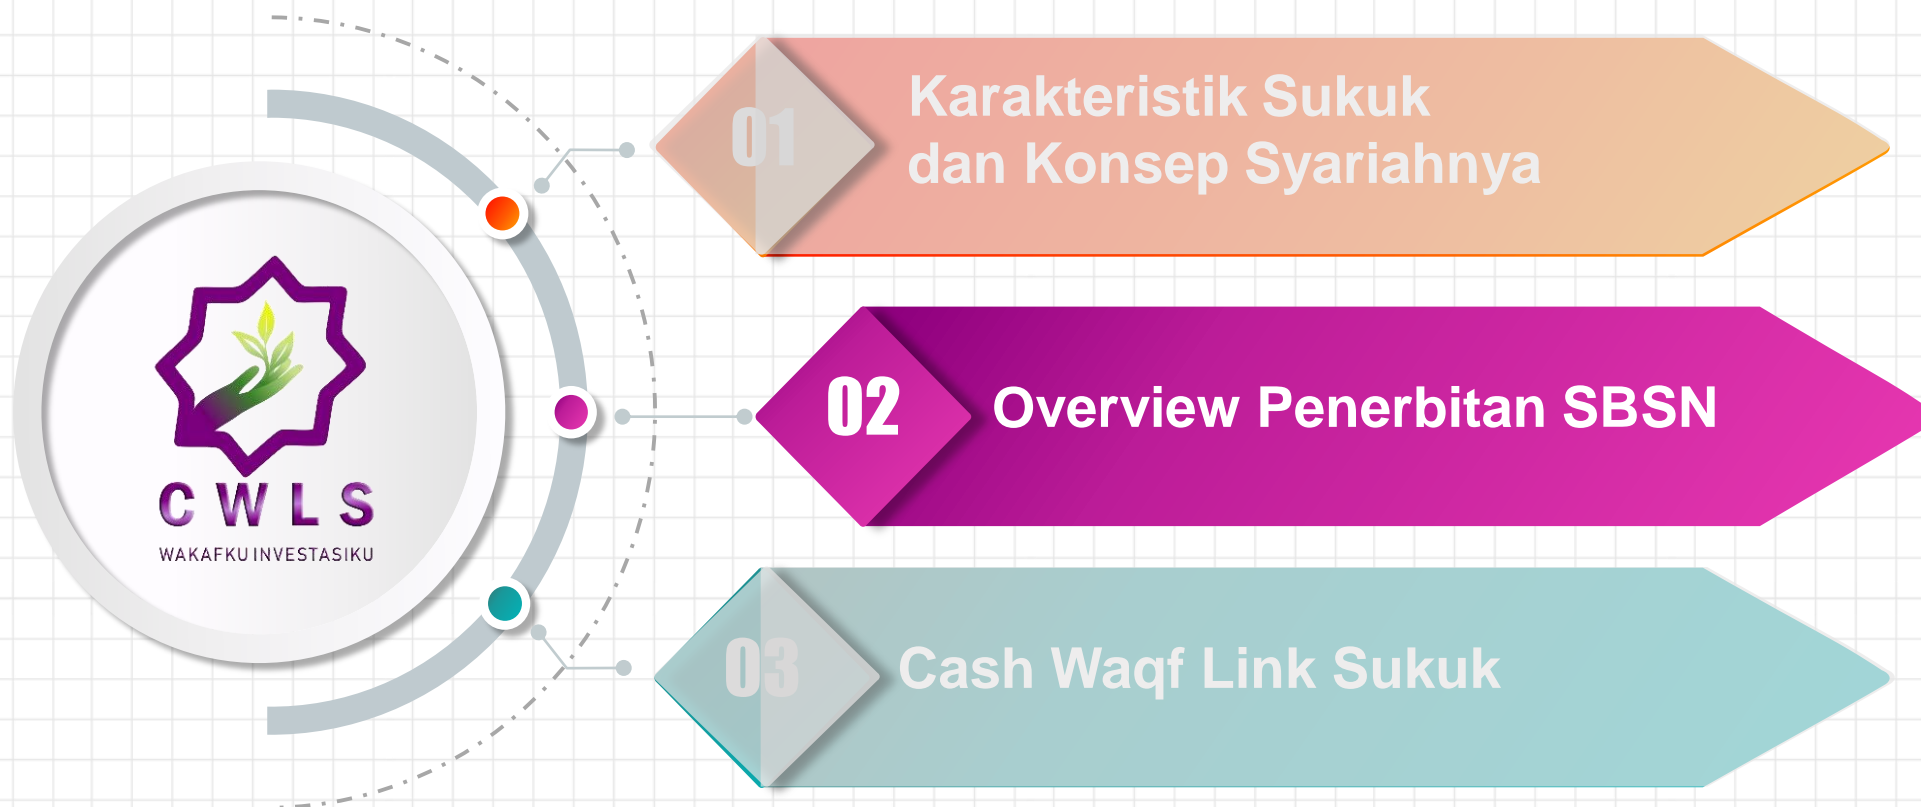 CWLS
WAKAFKU INVESTASIKU
01
Karakteristik Sukuk
dan Konsep Syariahnya
02
Overview Penerbitan SBSN
03
Cash Waqf Link Sukuk